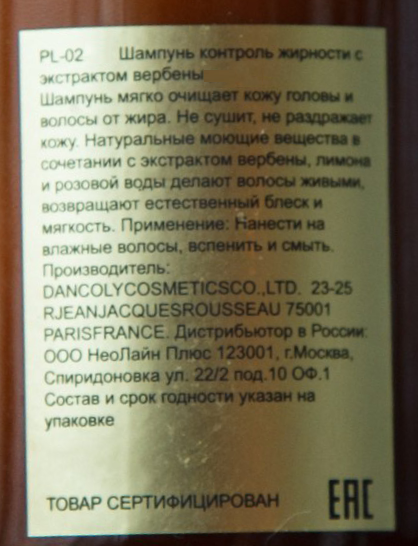 PL-02 Шампунь контроль жирности с
экстрактом вербены
Шампунь мягко очищает кожу головы и
волосы от жира. Не сушит, не раздражает
кожу. Натуральные моющие вещества в
сочетании с экстрактом вербены, лимона
и розовой воды делают волосы живыми,
возвращают естественный блеск и
мягкость. Применение: Нанести на
влажные волосы, вспенить и смыть.
Производитель:
DANCOLYCOSMETICSCO.,LTD. 23-25
RJEANJACQUESROUSSEAU 75001
PARISFRANCE. Дистрибьютор в России:
ООО НеоЛайн Плюс 123001, г.Москва,
Спиридоновка ул. 22/2 под.10 ОФ.1
Состав и срок годности указан на
упаковке
ТОВАР СЕРТИФИЦИРОВАН EAC